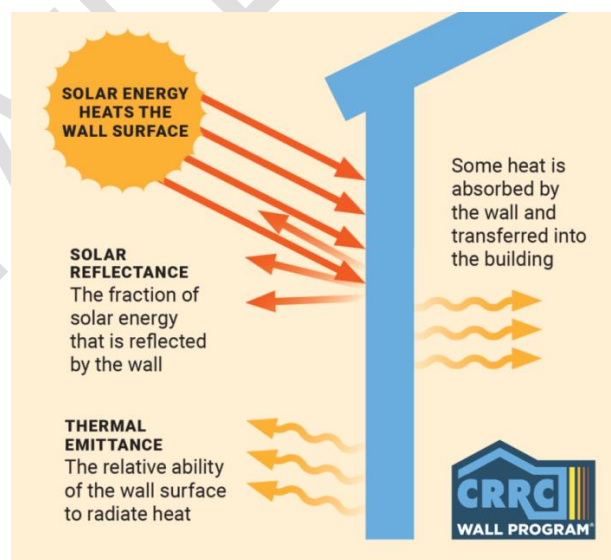 SOLAR ENERGY
HEATS THE
WALL SURFACE
Some heat is
absorbed by
the wall and
transferred into
the building
SOLAR
REFLECTANCE
The fraction of
solar energy
that is reflected
by the wall
THERMAL
EMITTANCE
The relative ability
of the wall surface
to radiate heat
CRRC
WALL PROGRAM®